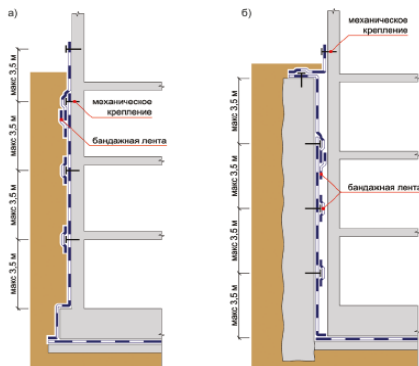 а)
макс 3,5 м
макс 3,5 м
макс 3,5 м
макс 3,5 м
механическое
крепление
бандажная лента
б)
механическое
крепление
макс 3,5 м
макс 3,5 м
макс 3,5 м
макс 3,5 м
бандажная лента